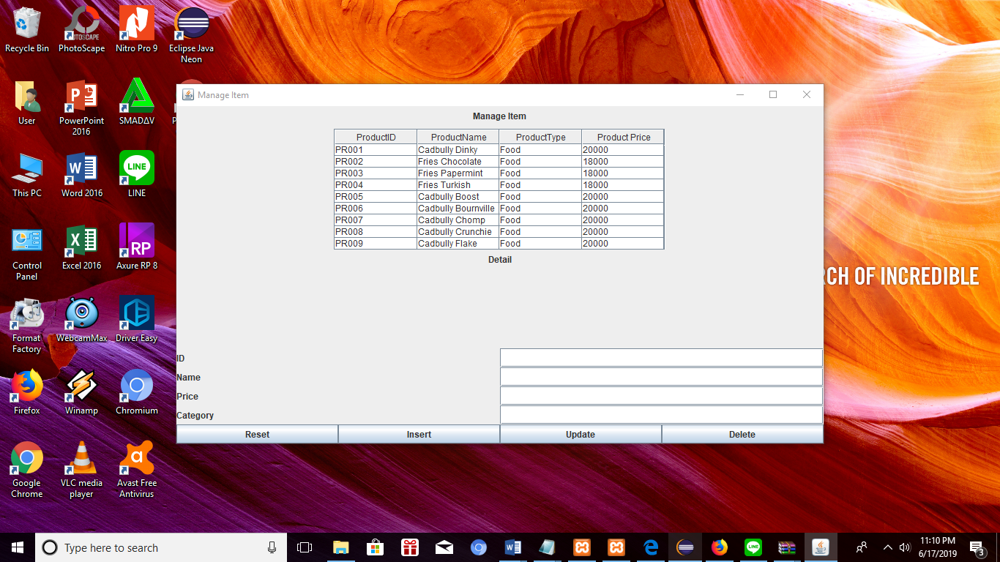 Recycle Bin
PhotoScape
Nitro Pro 9
Eclipse Java
Neon
User
PowerPoint
2016
SMADΔV
P
This PC
Word 2016
LINE
LINE
Control
Panel
Excel 2016
RP
Axure RP 8
Format
Factory
WebcamMax
Driver Easy
Firefox
Winamp
Chromium
Google
Chrome
VLC media
player
Avast Free
Antivirus
Manage Item
Manage Item
ProductID ProductName ProductType Product Price
PR001 Cadbully Dinky Food 20000
PR002 Fries Chocolate Food 18000
PR003 Fries Papermint Food 18000
PR004 Fries Turkish Food 18000
PR005 Cadbully Boost Food 20000
PR006 Cadbully Bournville Food 20000
PR007 Cadbully Chomp Food 20000
PR008 Cadbully Crunchie Food 20000
PR009 Cadbully Flake Food 20000
Detail
ID
Name
Price
Category
Reset Insert Update Delete
RCH OF INCREDIBLE
Type here to search
11:10 PM
6/17/2019
3